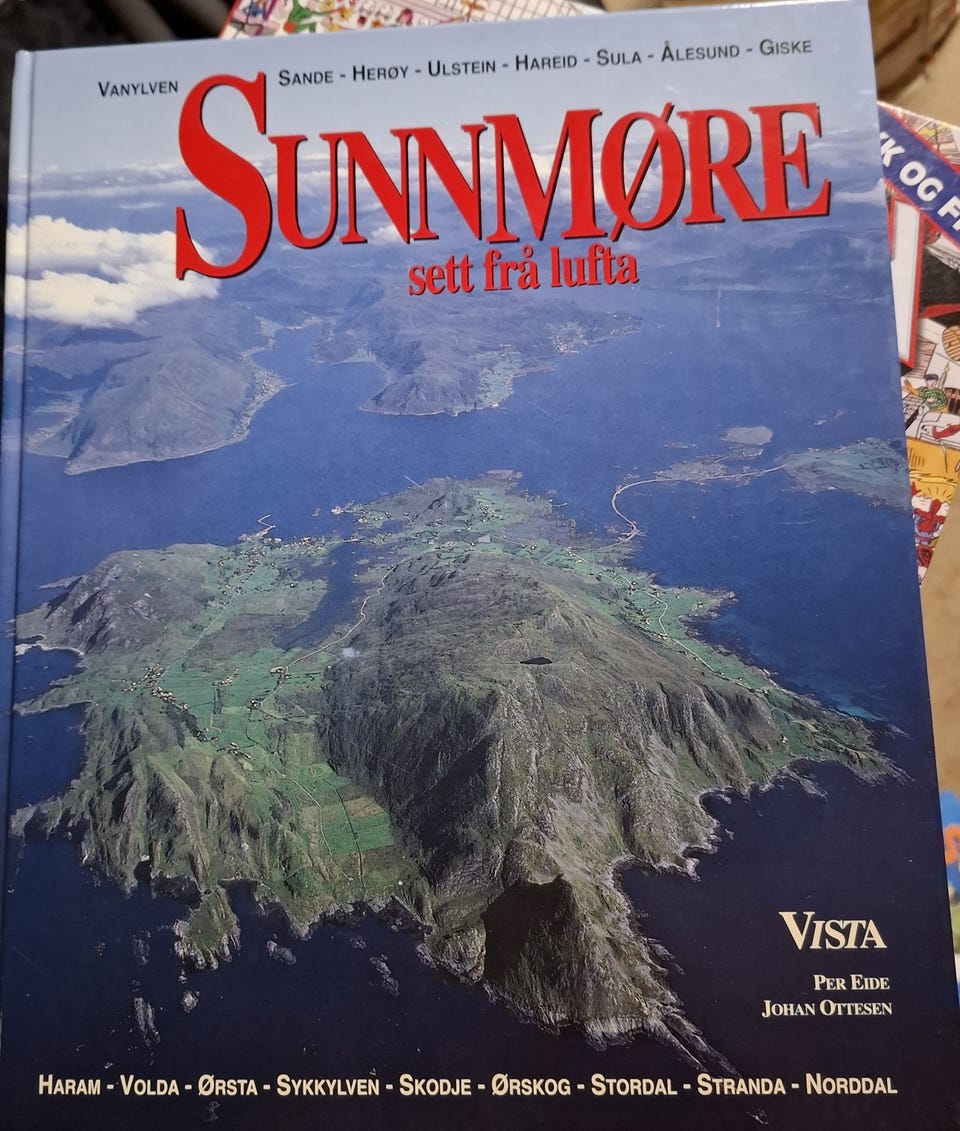 VANYLVEN SANDE - HERØY - ULSTEIN - HAREID - SULA - ÅLESUND - GISKE
SUNNMØRE
sett frå lufta
K OG F
VISTA
PER EIDE
JOHAN OTTESEN
HARAM - VOLDA - ØRSTA - SYKKYLVEN - SKODJE - ØRSKOG - STORDAL - STRANDA - NORDDAL